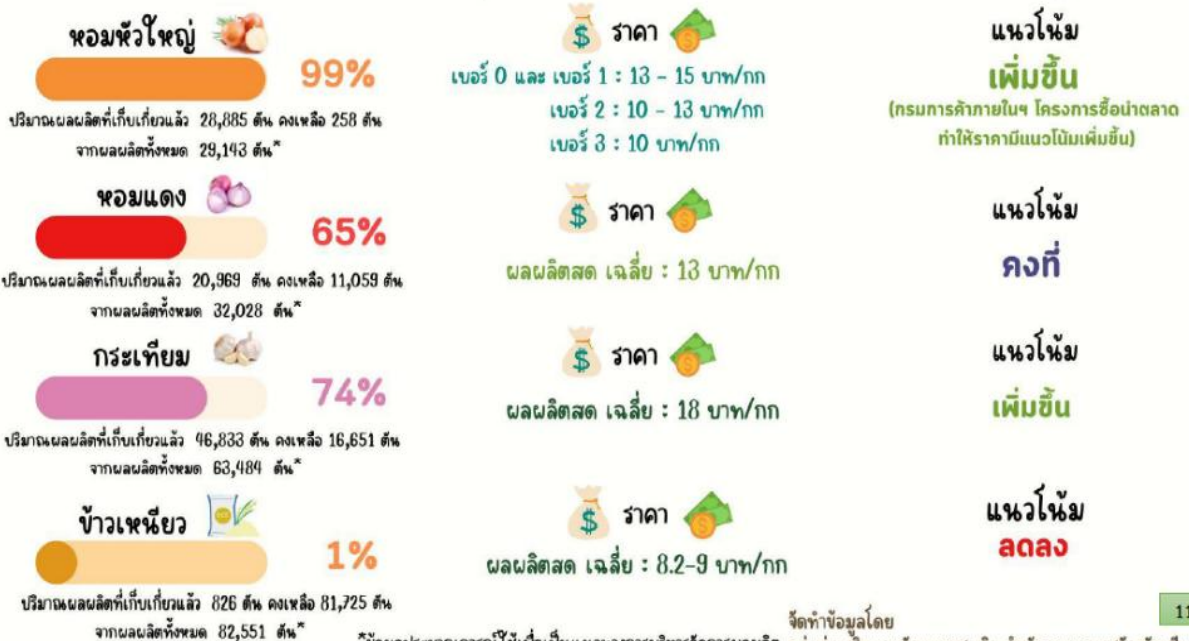 หอมหัวใหญ่
99%
ปริมาณผลผลิตที่เก็บเกี่ยวแล้ว 28,885 ตัน คงเหลือ 258 ตัน
จากผลผลิตทั้งหมด 29,143 ตัน*
ราคา
เบอร์ 0 และ เบอร์ 1 : 13 - 15 บาท/กก
เบอร์ 2 : 10 - 13 บาท/กก
เบอร์ 3 : 10 บาท/กก
แนวโน้ม
เพิ่มขึ้น
(กรมการค้าภายในฯ โครงการซื้อนำตลาด
ทำให้ราคามีแนวโน้มเพิ่มขึ้น)
หอมแดง
65%
ปริมาณผลผลิตที่เก็บเกี่ยวแล้ว 20,969 ตัน คงเหลือ 11,059 ตัน
จากผลผลิตทั้งหมด 32,028 ตัน*
ราคา
ผลผลิตสด เฉลี่ย : 13 บาท/กก
แนวโน้ม
คงที่
กระเทียม
74%
ปริมาณผลผลิตที่เก็บเกี่ยวแล้ว 46,833 ตัน คงเหลือ 16,651 ตัน
จากผลผลิตทั้งหมด 63,484 ตัน*
ราคา
ผลผลิตสด เฉลี่ย : 18 บาท/กก
แนวโน้ม
เพิ่มขึ้น
ข้าวเหนียว
1%
ปริมาณผลผลิตที่เก็บเกี่ยวแล้ว 826 ตัน คงเหลือ 81,725 ตัน
จากผลผลิตทั้งหมด 82,551 ตัน*
ราคา
ผลผลิตสด เฉลี่ย : 8.2-9 บาท/กก
แนวโน้ม
ลดลง
11
จัดทำข้อมูลโดย